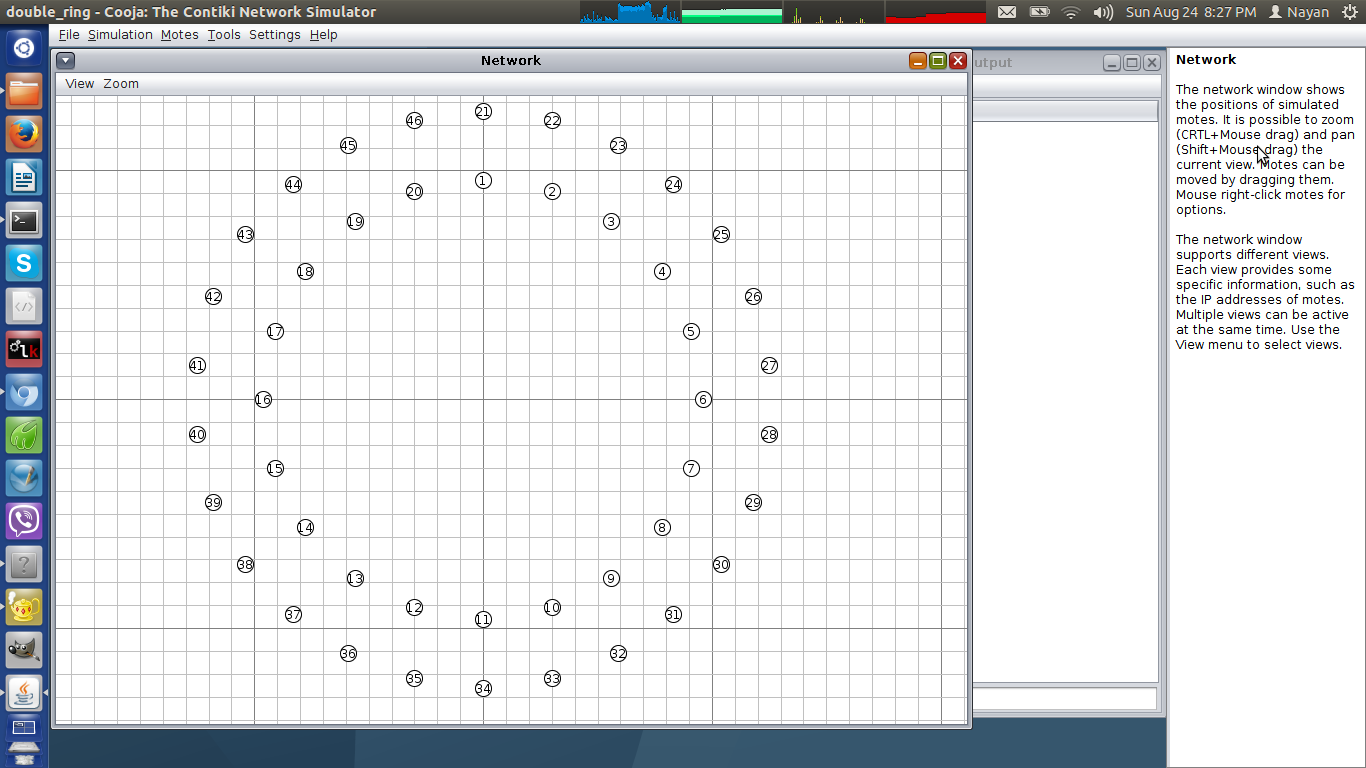 double_ring - Cooja: The Contiki Network Simulator
Sun Aug 24 8:27 PM
Nayan
File Simulation Motes Tools Settings Help
Network
View Zoom
21
46
22
45
23
1
44
24
20
2
19
3
43
25
18
4
42
26
17
5
41
27
16
6
40
28
15
7
39
29
14
8
38
30
13
9
12
10
37
31
11
36
32
35
33
34
utput
Network
The network window shows
the positions of simulated
motes. It is possible to zoom
(CRTL+Mouse drag) and pan
(Shift+Mouse drag) the
current view. Motes can be
moved by dragging them.
Mouse right-click motes for
options.
The network window
supports different views.
Each view provides some
specific information, such as
the IP addresses of motes.
Multiple views can be active
at the same time. Use the
View menu to select views.